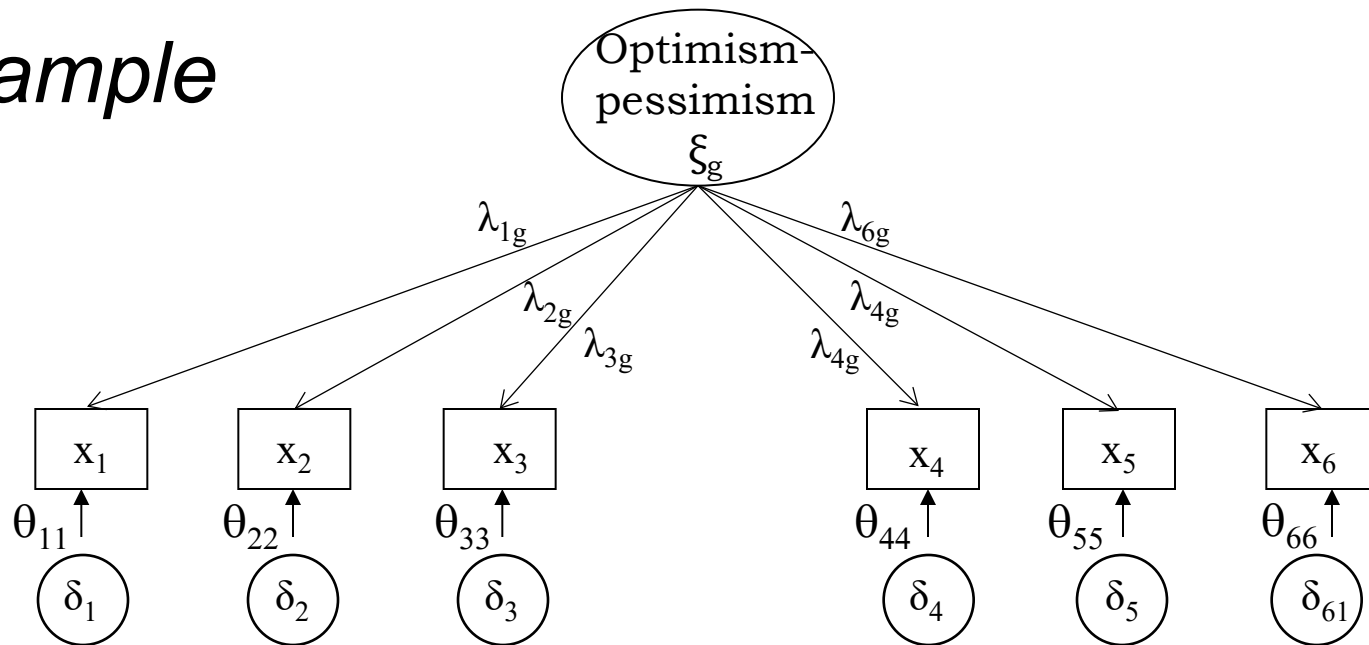 ample
Optimism-
pessimism
ξg
λ1g
λ6g
λ2g
λ4g
λ3g
λ4g
x1
x2
x3
x4
x5
x6
θ11
θ22
θ33
θ44
θ55
θ66
δ1
δ2
δ3
δ4
δ5
δ61